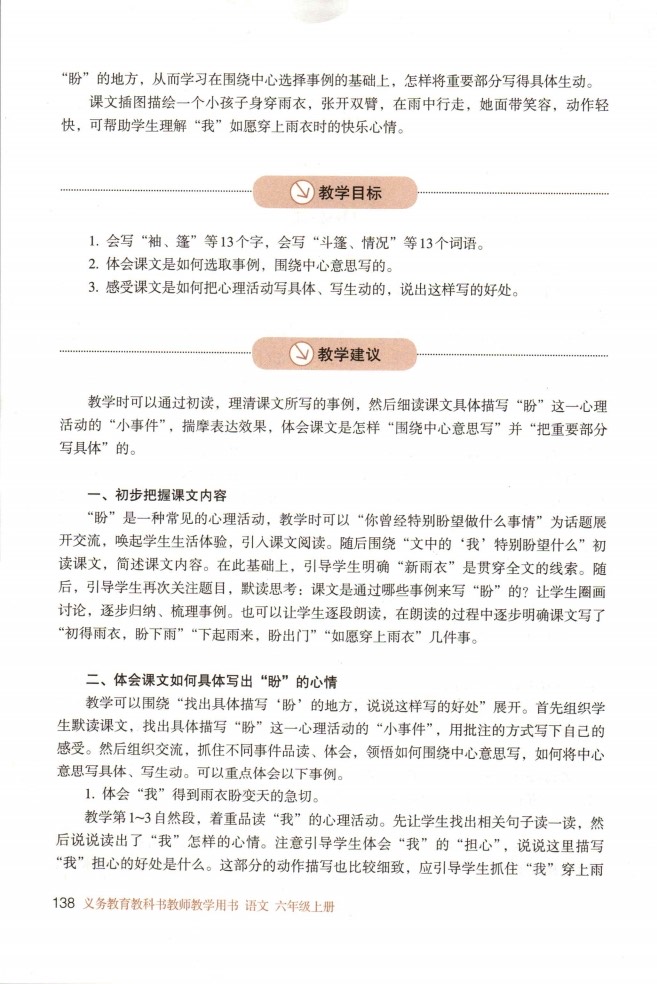 “盼”的地方，从而学习在围绕中心选择事例的基础上，怎样将重要部分写得具体生动。
课文插图描绘一个小孩子身穿雨衣，张开双臂，在雨中行走，她面带笑容，动作轻
快，可帮助学生理解“我”如愿穿上雨衣时的快乐心情。
教学目标
1. 会写“袖、篷”等13个字，会写“斗篷、情况”等13个词语。
2. 体会课文是如何选取事例，围绕中心意思写的。
3. 感受课文是如何把心理活动写具体、写生动的，说出这样写的好处。
教学建议
教学时可以通过初读，理清课文所写的事例，然后细读课文具体描写“盼”这一心理
活动的“小事件”，揣摩表达效果，体会课文是怎样“围绕中心意思写”并“把重要部分
写具体”的。
一、初步把握课文内容
“盼”是一种常见的心理活动，教学时可以“你曾经特别盼望做什么事情”为话题展
开交流，唤起学生生活体验，引入课文阅读。随后围绕“文中的‘我’特别盼望什么”初
读课文，简述课文内容。在此基础上，引导学生明确“新雨衣”是贯穿全文的线索。随
后，引导学生再次关注题目，默读思考：课文是通过哪些事例来写“盼”的？让学生圈画
讨论，逐步归纳、梳理事例。也可以让学生逐段朗读，在朗读的过程中逐步明确课文写了
“初得雨衣，盼下雨”“下起雨来，盼出门”“如愿穿上雨衣”几件事。
二、体会课文如何具体写出“盼”的心情
教学可以围绕“找出具体描写‘盼’的地方，说说这样写的好处”展开。首先组织学
生默读课文，找出具体描写“盼”这一心理活动的“小事件”，用批注的方式写下自己的
感受。然后组织交流，抓住不同事件品读、体会，领悟如何围绕中心意思写，如何将中心
意思写具体、写生动。可以重点体会以下事例。
1. 体会“我”得到雨衣盼变天的急切。
教学第1~3自然段，着重品读“我”的心理活动。先让学生找出相关句子读一读，然
后说说读出了“我”怎样的心情。注意引导学生体会“我”的“担心”，说说这里描写
“我”担心的好处是什么。这部分的动作描写也比较细致，应引导学生抓住“我”穿上雨
138 义务教育教科书教师教学用书 语文 六年级上册